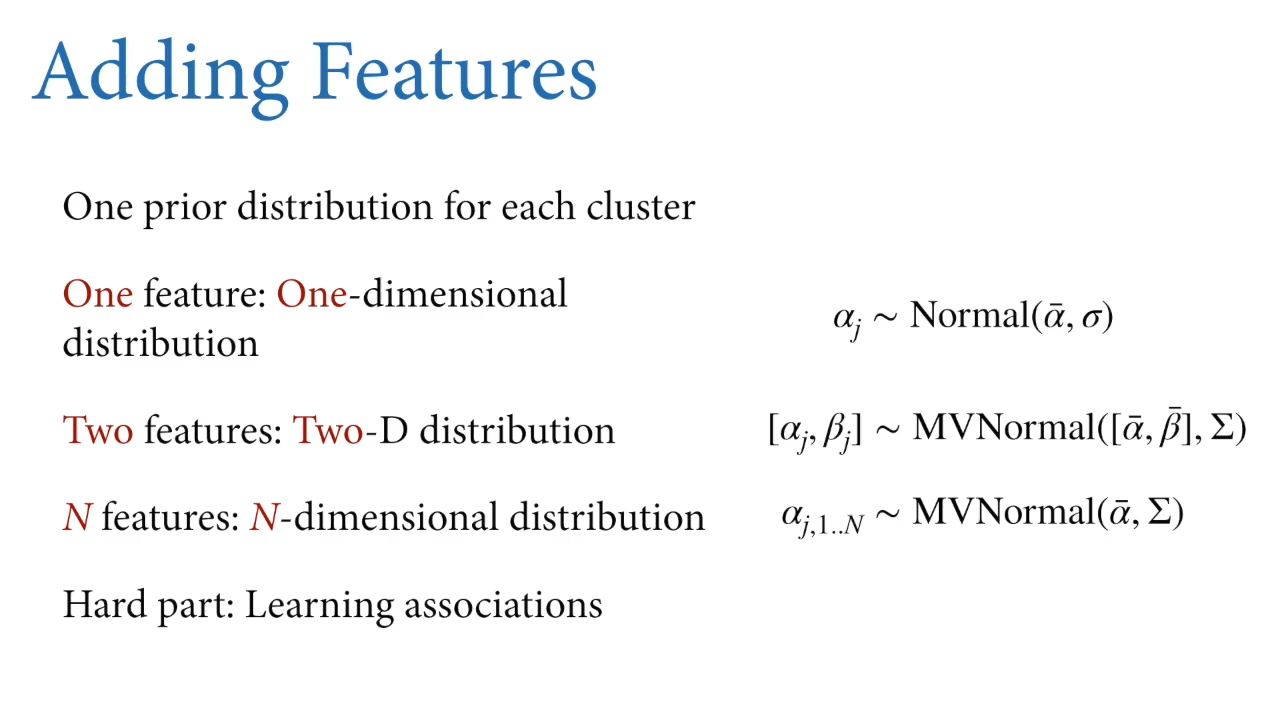 Adding Features
One prior distribution for each cluster
One feature: One-dimensional
distribution
αⱼ ∼ Normal(ᾱ, σ)
Two features: Two-D distribution
[αⱼ, βⱼ] ∼ MVNormal([ᾱ, β̄], Σ)
N features: N-dimensional distribution
α_{j,1..N} ∼ MVNormal(ᾱ, Σ)
Hard part: Learning associations